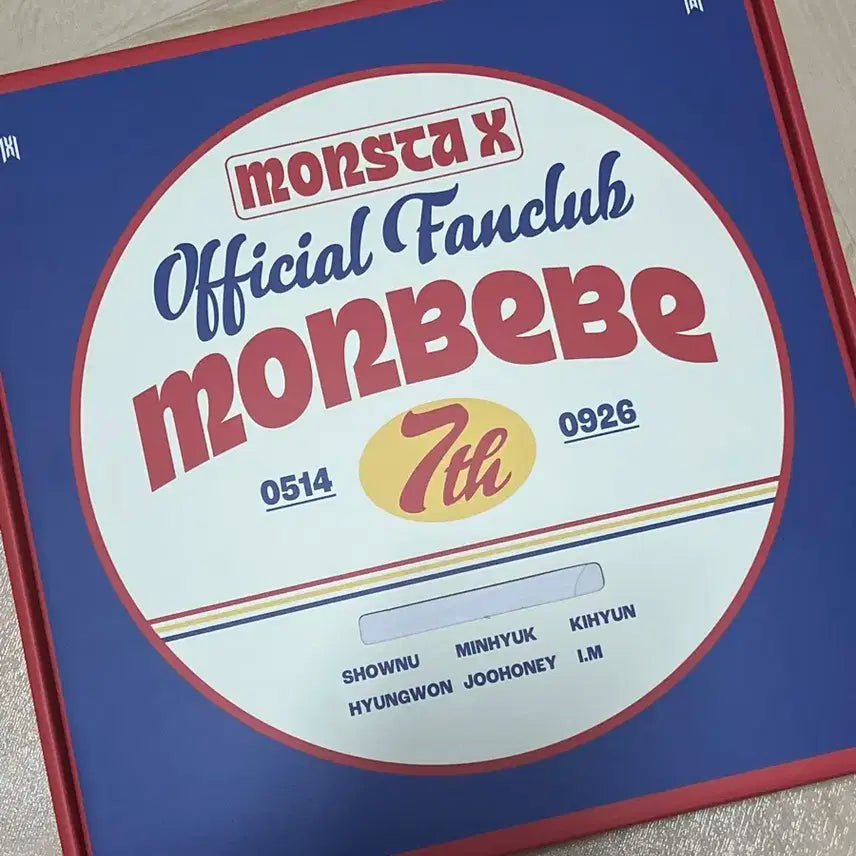 MONSTA X
Official Fanclub
MONBEBE
0514 7th 0926
SHOWNU MINHYUK KIHYUN
HYUNGWON JOOHONEY I.M